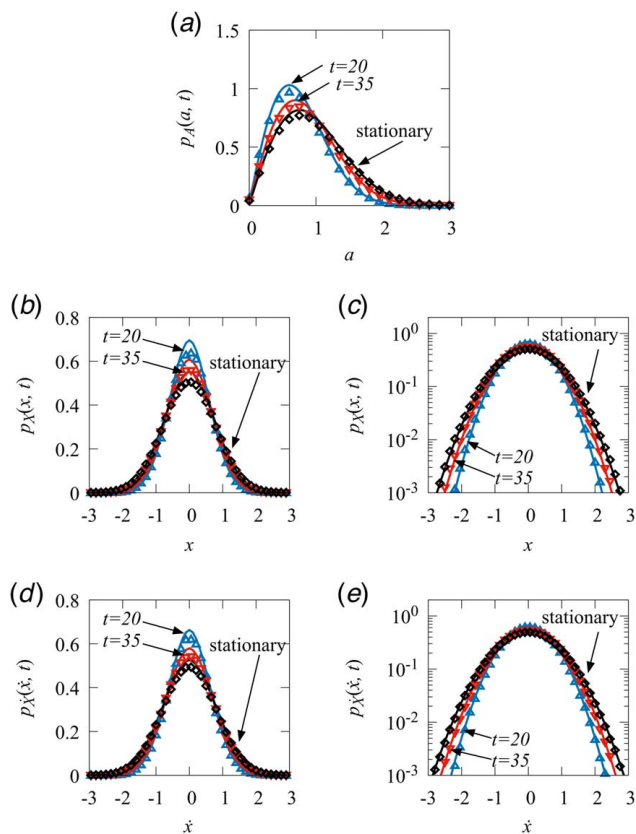 (a)
1.5
1
0.5
0
p_A(a, t)
t=20
t=35
stationary
0 1 2 3
a
(b)
0.8
0.6
0.4
0.2
0
p_X(x, t)
t=20
t=35
stationary
-3 -2 -1 0 1 2 3
x
(c)
10^0
10^-1
10^-2
10^-3
p_X(x, t)
stationary
t=20
t=35
-3 -2 -1 0 1 2 3
x
(d)
0.8
0.6
0.4
0.2
0
p_Ẋ(ẋ, t)
t=20
t=35
stationary
-3 -2 -1 0 1 2 3
ẋ
(e)
10^0
10^-1
10^-2
10^-3
p_Ẋ(ẋ, t)
stationary
t=20
t=35
-3 -2 -1 0 1 2 3
ẋ